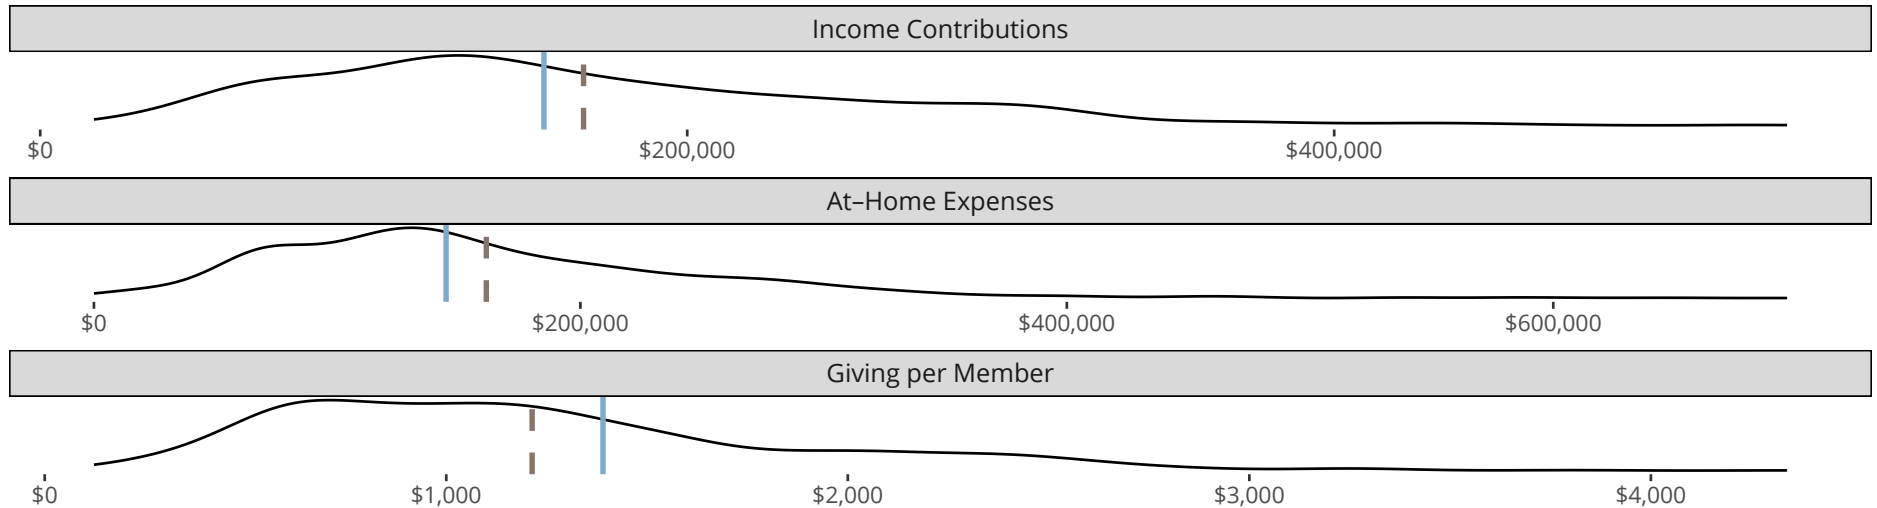 Income Contributions
$0 $200,000 $400,000
At–Home Expenses
$0 $200,000 $400,000 $600,000
Giving per Member
$0 $1,000 $2,000 $3,000 $4,000